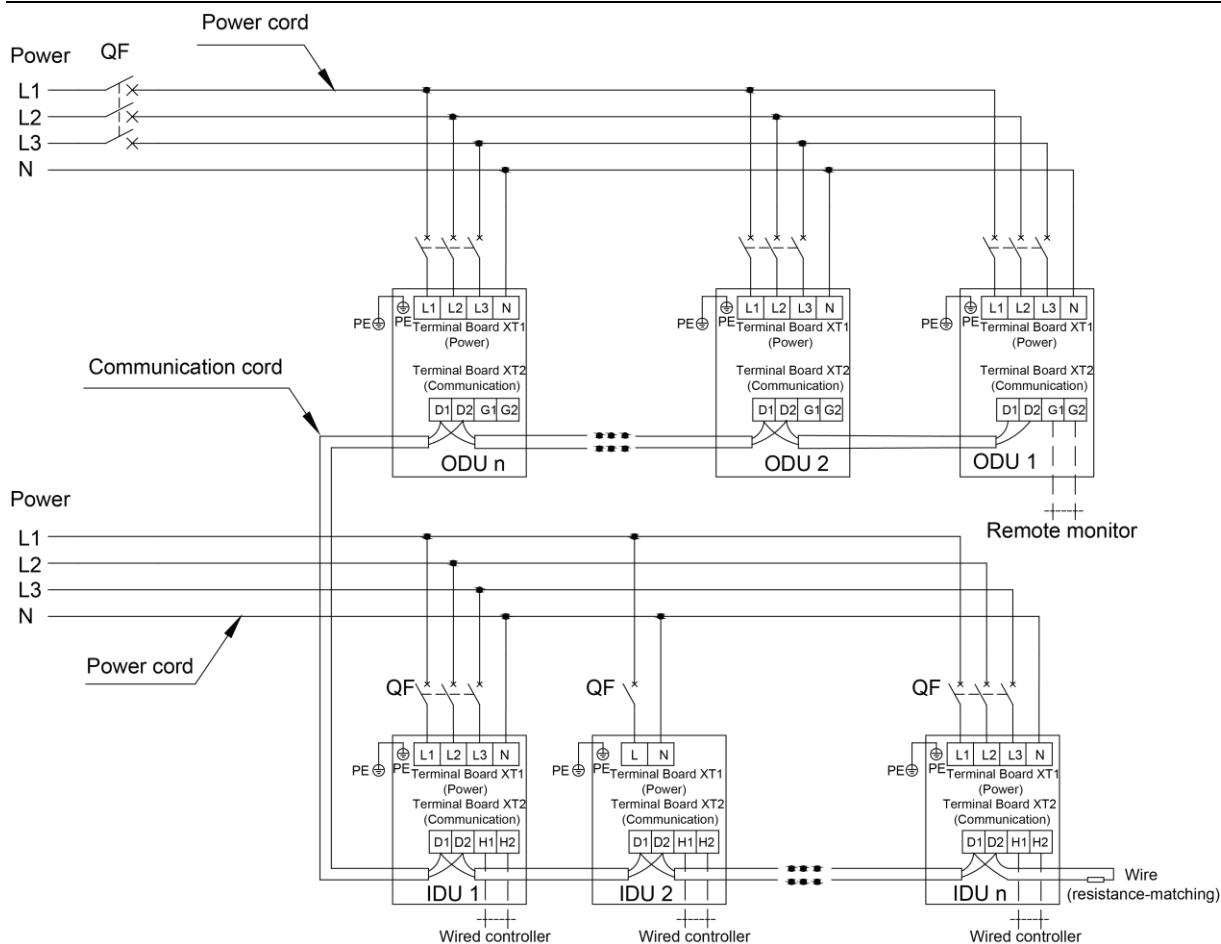 Power cord
Power QF
L1
L2
L3
N
L1 L2 L3 N
PE PE
Terminal Board XT1
(Power)
Terminal Board XT2
(Communication)
D1 D2 G1 G2
ODU n
L1 L2 L3 N
PE PE
Terminal Board XT1
(Power)
Terminal Board XT2
(Communication)
D1 D2 G1 G2
ODU 2
L1 L2 L3 N
PE PE
Terminal Board XT1
(Power)
Terminal Board XT2
(Communication)
D1 D2 G1 G2
ODU 1
Remote monitor
Communication cord
Power
L1
L2
L3
N
Power cord
QF
L1 L2 L3 N
PE PE
Terminal Board XT1
(Power)
Terminal Board XT2
(Communication)
D1 D2 H1 H2
IDU 1
Wired controller
QF
L N
PE PE
Terminal Board XT1
(Power)
Terminal Board XT2
(Communication)
D1 D2 H1 H2
IDU 2
Wired controller
QF
L1 L2 L3 N
PE PE
Terminal Board XT1
(Power)
Terminal Board XT2
(Communication)
D1 D2 H1 H2
IDU n
Wired controller
Wire
(resistance-matching)